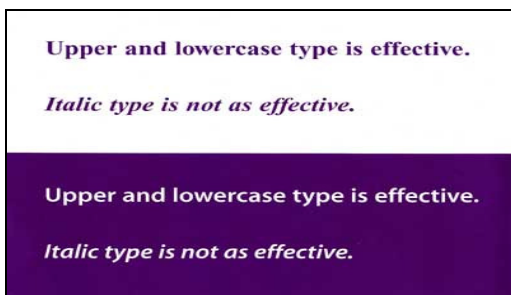 Upper and lowercase type is effective.
Italic type is not as effective.
Upper and lowercase type is effective.
Italic type is not as effective.